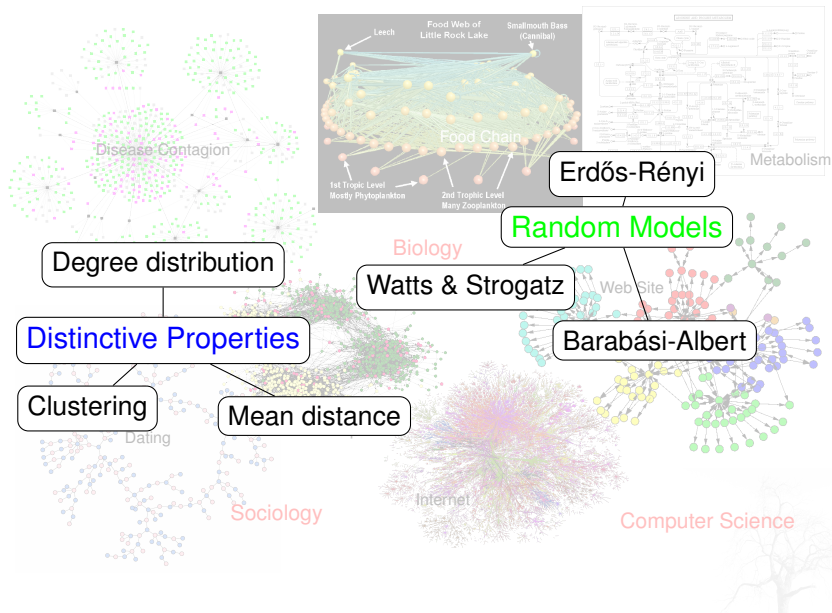 Food Web of
Little Rock Lake
Smallmouth Bass
(Cannibal)
Leech
Food Chain
Disease Contagion
Metabolism
1st Tropic Level
Mostly Phytoplankton
2nd Trophic Level
Many Zooplankton
Erdős-Rényi
Random Models
Biology
Degree distribution
Watts & Strogatz
Web Site
Distinctive Properties
Barabási-Albert
Clustering
Mean distance
Dating
Internet
Sociology
Computer Science